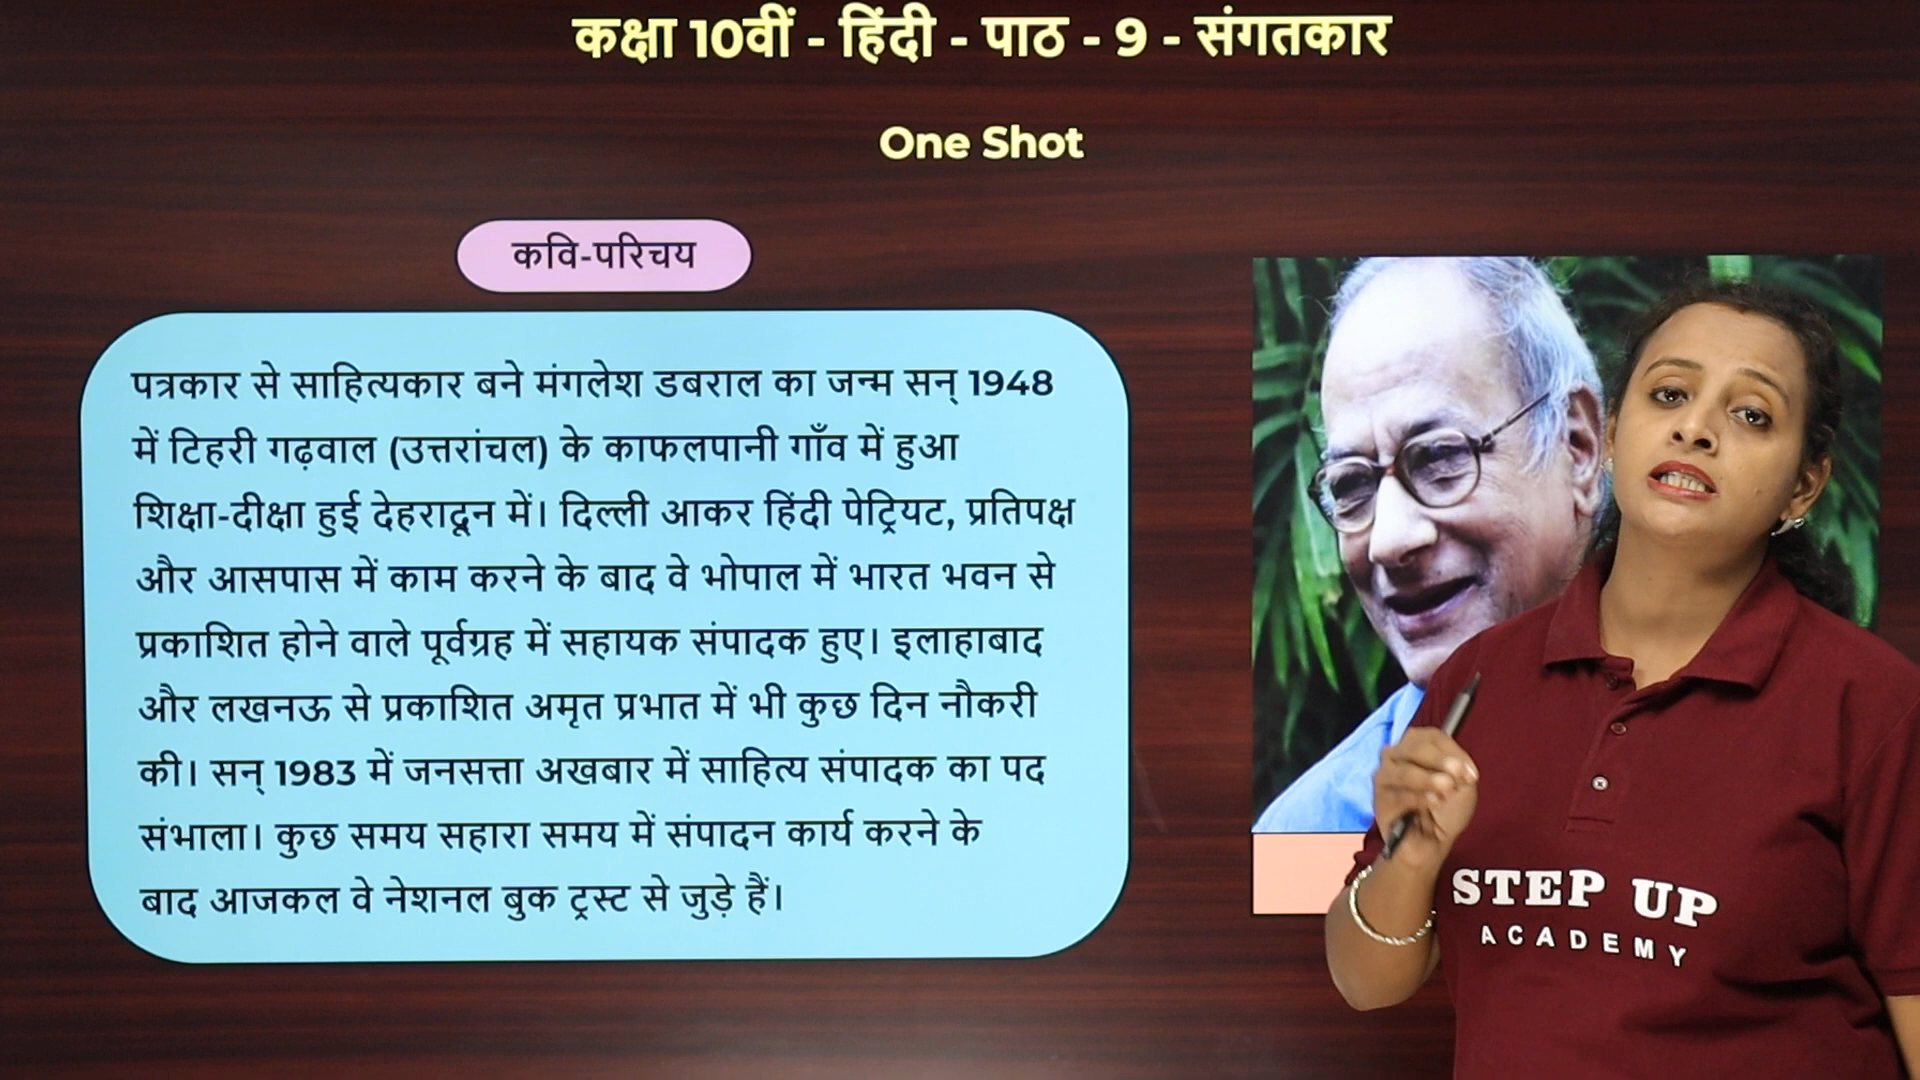 कक्षा 10वीं - हिंदी - पाठ - 9 - संगतकार
One Shot
कवि-परिचय
पत्रकार से साहित्यकार बने मंगलेश डबराल का जन्म सन् 1948
में टिहरी गढ़वाल (उत्तरांचल) के काफलपानी गाँव में हुआ
शिक्षा-दीक्षा हुई देहरादून में। दिल्ली आकर हिंदी पेट्रियट, प्रतिपक्ष
और आसपास में काम करने के बाद वे भोपाल में भारत भवन से
प्रकाशित होने वाले पूर्वग्रह में सहायक संपादक हुए। इलाहाबाद
और लखनऊ से प्रकाशित अमृत प्रभात में भी कुछ दिन नौकरी
की। सन् 1983 में जनसत्ता अखबार में साहित्य संपादक का पद
संभाला। कुछ समय सहारा समय में संपादन कार्य करने के
बाद आजकल वे नेशनल बुक ट्रस्ट से जुड़े हैं।
STEP UP
ACADEMY